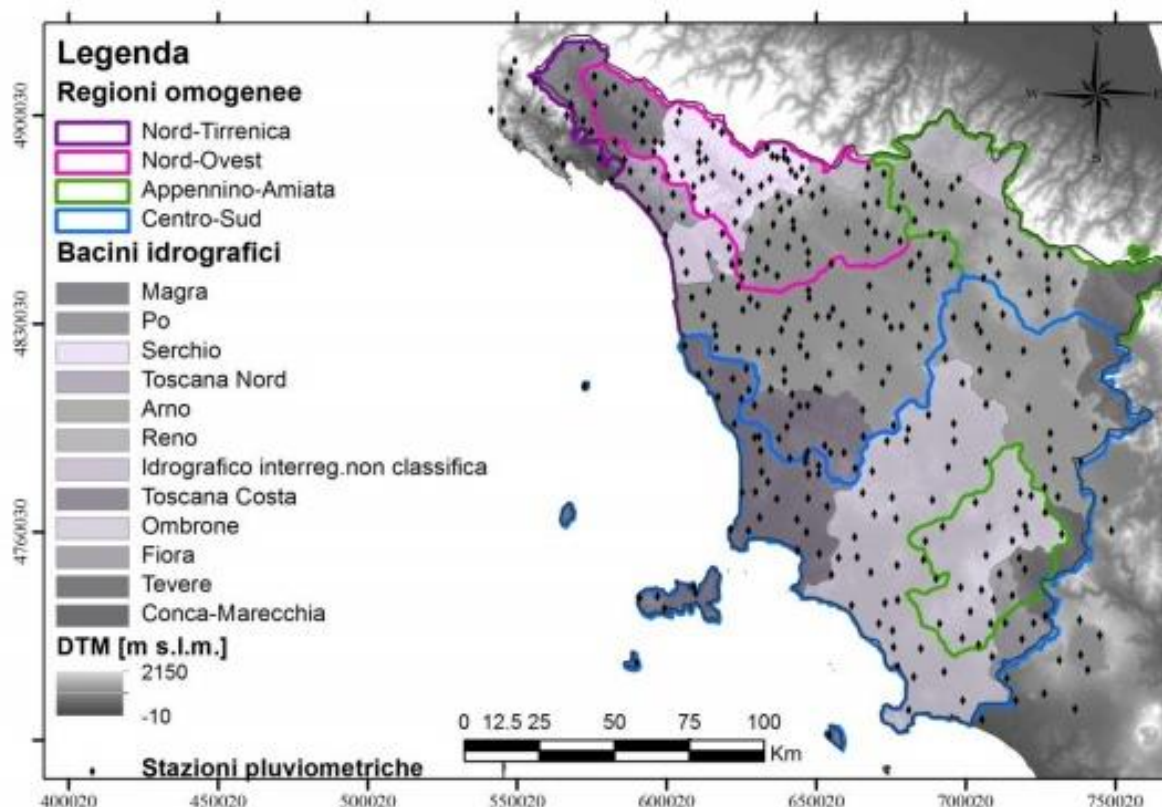 Legenda
Regioni omogenee
Nord-Tirrenica
Nord-Ovest
Appennino-Amiata
Centro-Sud
Bacini idrografici
Magra
Po
Serchio
Toscana Nord
Arno
Reno
Idrografico interreg.non classifica
Toscana Costa
Ombrone
Fiora
Tevere
Conca-Marecchia
DTM [m s.l.m.]
2150
-10
Stazioni pluviometriche
0 12.5 25 50 75 100
Km
N
W E
S
4900030
4830030
4760030
400020 450020 500020 550020 600020 650020 700020 750020